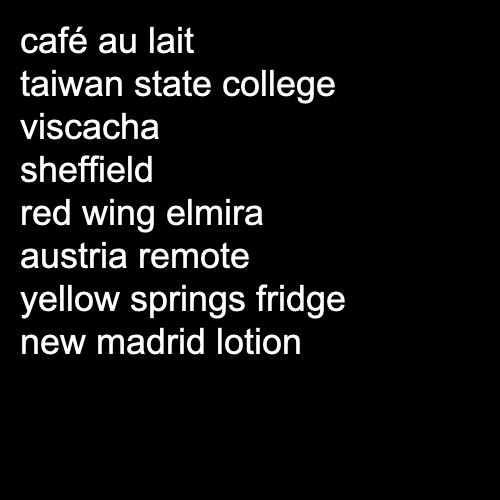 café au lait
taiwan state college
viscacha
sheffield
red wing elmira
austria remote
yellow springs fridge
new madrid lotion